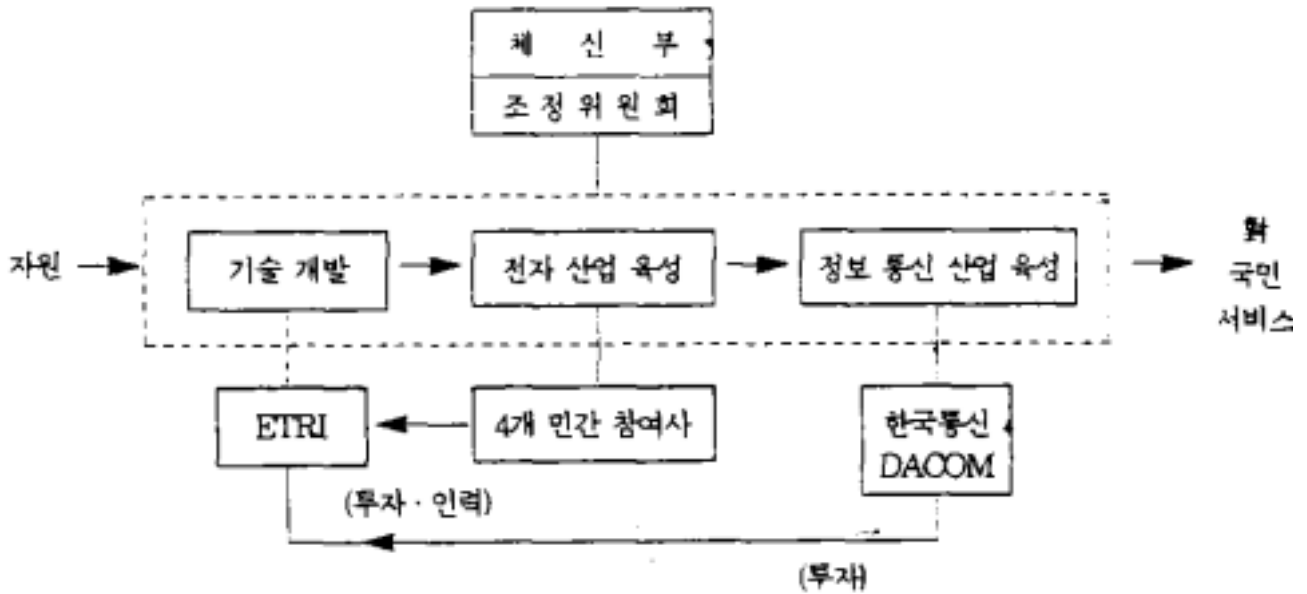 체 신 부
조 정 위 원 회
자원
기술 개발
전자 산업 육성
정보 통신 산업 육성
對
국민
서비스
ETRI
4개 민간 참여사
한국통신
DACOM
(투자 · 인력)
(투자)